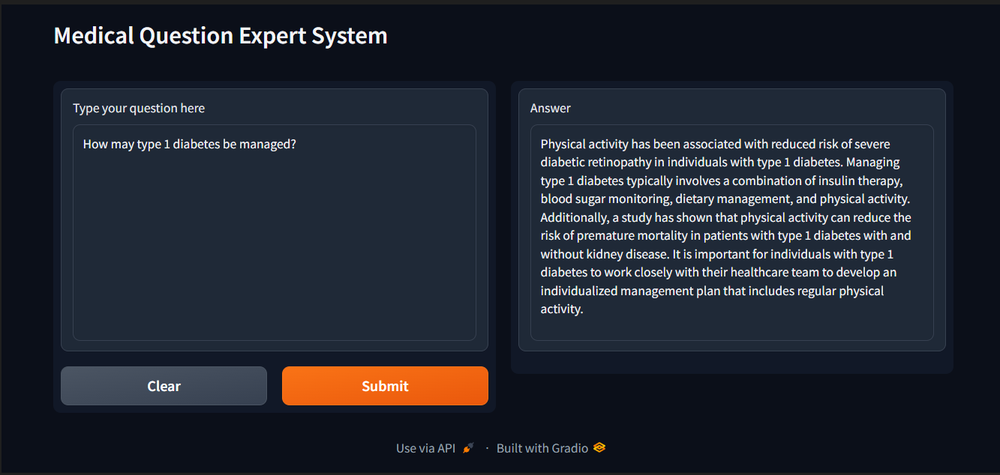 Medical Question Expert System
Type your question here
How may type 1 diabetes be managed?
Clear
Submit
Answer
Physical activity has been associated with reduced risk of severe
diabetic retinopathy in individuals with type 1 diabetes. Managing
type 1 diabetes typically involves a combination of insulin therapy,
blood sugar monitoring, dietary management, and physical activity.
Additionally, a study has shown that physical activity can reduce the
risk of premature mortality in patients with type 1 diabetes with and
without kidney disease. It is important for individuals with type 1
diabetes to work closely with their healthcare team to develop an
individualized management plan that includes regular physical
activity.
Use via API · Built with Gradio